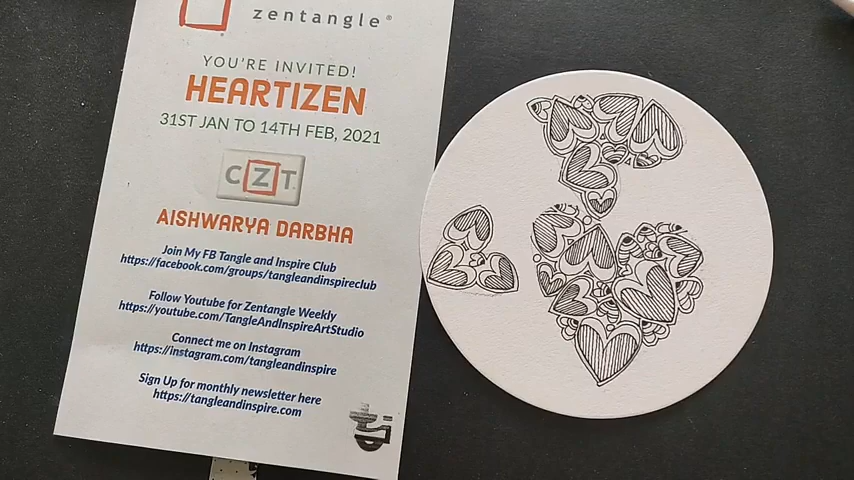 zentangle®
YOU'RE INVITED!
HEARTIZEN
31ST JAN TO 14TH FEB, 2021
CZT
AISHWARYA DARBHA
Join My FB Tangle and Inspire Club
https://facebook.com/groups/tangleandinspireclub
Follow Youtube for Zentangle Weekly
https://youtube.com/TangleAndInspireArtStudio
Connect me on Instagram
https://instagram.com/tangleandinspire
Sign Up for monthly newsletter here
https://tangleandinspire.com